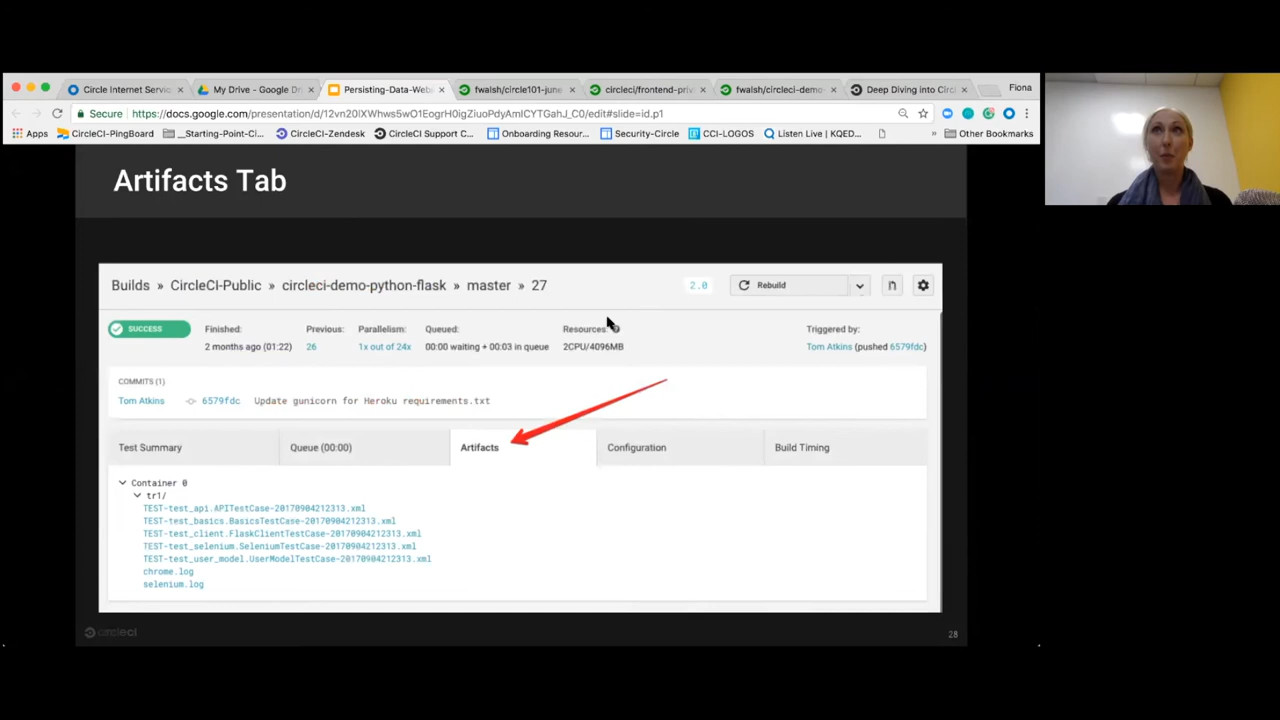 Circle Internet Servic
My Drive - Google Dri
Persisting-Data-Web
fwalsh/circle101-june
circleci/frontend-priv
fwalsh/circleci-demo-
Deep Diving into Circ
Fiona
Secure
https://docs.google.com/presentation/d/12vn20lXWhws5wO1EogrH0igZiuoPdyAmICYTGahJ_C0/edit#slide=id.p1
Apps
CircleCI-PingBoard
__Starting-Point-Ci...
CircleCI-Zendesk
CircleCI Support C...
Onboarding Resour...
Security-Circle
CCI-LOGOS
Listen Live | KQED...
»
Other Bookmarks
Artifacts Tab
Builds » CircleCI-Public » circleci-demo-python-flask » master » 27
2.0
Rebuild
SUCCESS
Finished:
Previous:
Parallelism:
Queued:
Resources:
Triggered by:
2 months ago (01:22)
26
1x out of 24x
00:00 waiting + 00:03 in queue
2CPU/4096MB
Tom Atkins (pushed 6579fdc)
COMMITS (1)
Tom Atkins
6579fdc
Update gunicorn for Heroku requirements.txt
Test Summary
Queue (00:00)
Artifacts
Configuration
Build Timing
Container 0
tr1/
TEST-test_api.APITestCase-20170904212313.xml
TEST-test_basics.BasicsTestCase-20170904212313.xml
TEST-test_client.FlaskClientTestCase-20170904212313.xml
TEST-test_selenium.SeleniumTestCase-20170904212313.xml
TEST-test_user_model.UserModelTestCase-20170904212313.xml
chrome.log
selenium.log
circleci
28